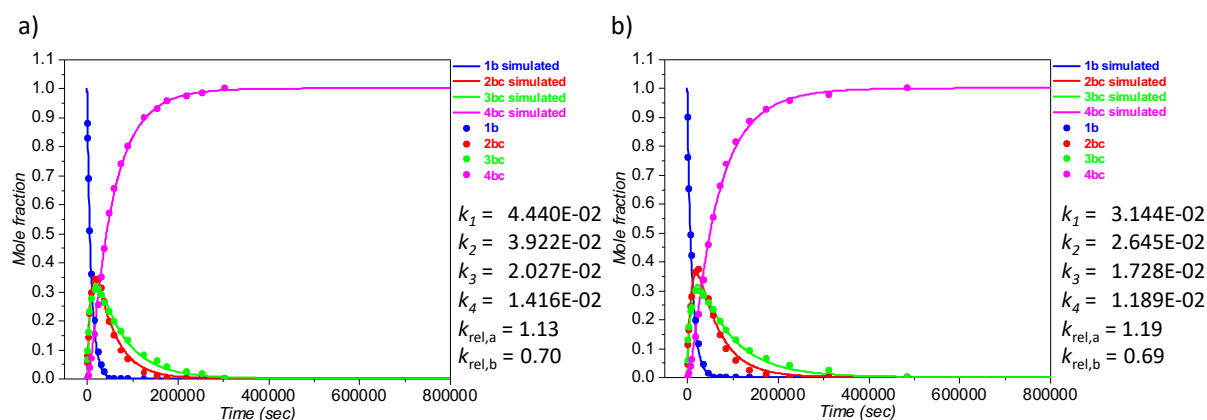 a)
1.1
1.0
0.9
0.8
0.7
0.6
0.5
0.4
0.3
0.2
0.1
0.0
Mole fraction
0 200000 400000 600000 800000
Time (sec)
1b simulated
2bc simulated
3bc simulated
4bc simulated
1b
2bc
3bc
4bc
k1 = 4.440E-02
k2 = 3.922E-02
k3 = 2.027E-02
k4 = 1.416E-02
krel,a = 1.13
krel,b = 0.70
b)
1.1
1.0
0.9
0.8
0.7
0.6
0.5
0.4
0.3
0.2
0.1
0.0
Mole fraction
0 200000 400000 600000 800000
Time (sec)
1b simulated
2bc simulated
3bc simulated
4bc simulated
1b
2bc
3bc
4bc
k1 = 3.144E-02
k2 = 2.645E-02
k3 = 1.728E-02
k4 = 1.189E-02
krel,a = 1.19
krel,b = 0.69